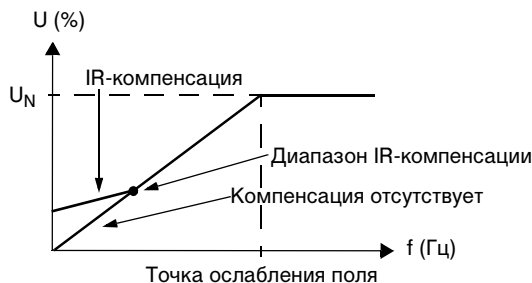 U (%)
IR-компенсация
U_N
Диапазон IR-компенсации
Компенсация отсутствует
f (Гц)
Точка ослабления поля